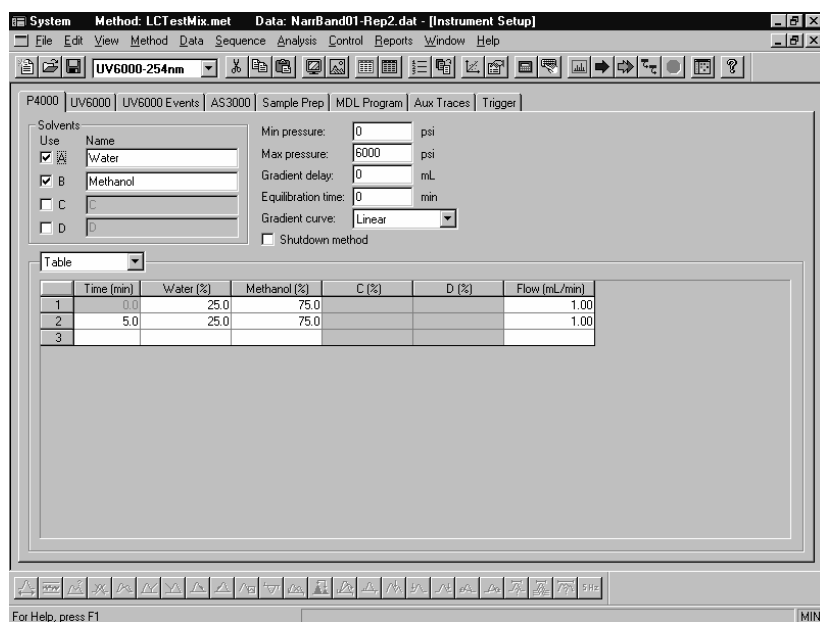 System Method: LCTestMix.met Data: NarrBand01-Rep2.dat - [Instrument Setup]
File Edit View Method Data Sequence Analysis Control Reports Window Help
UV6000-254nm
P4000 UV6000 UV6000 Events AS3000 Sample Prep MDL Program Aux Traces Trigger
Solvents
Use Name
A Water
B Methanol
C C
D D
Min pressure: 0 psi
Max pressure: 6000 psi
Gradient delay: 0 mL
Equilibration time: 0 min
Gradient curve: Linear
Shutdown method
Table
Time (min) Water (%) Methanol (%) C (%) D (%) Flow (mL/min)
1 0.0 25.0 75.0 1.00
2 5.0 25.0 75.0 1.00
3
5Hz
For Help, press F1 MIN